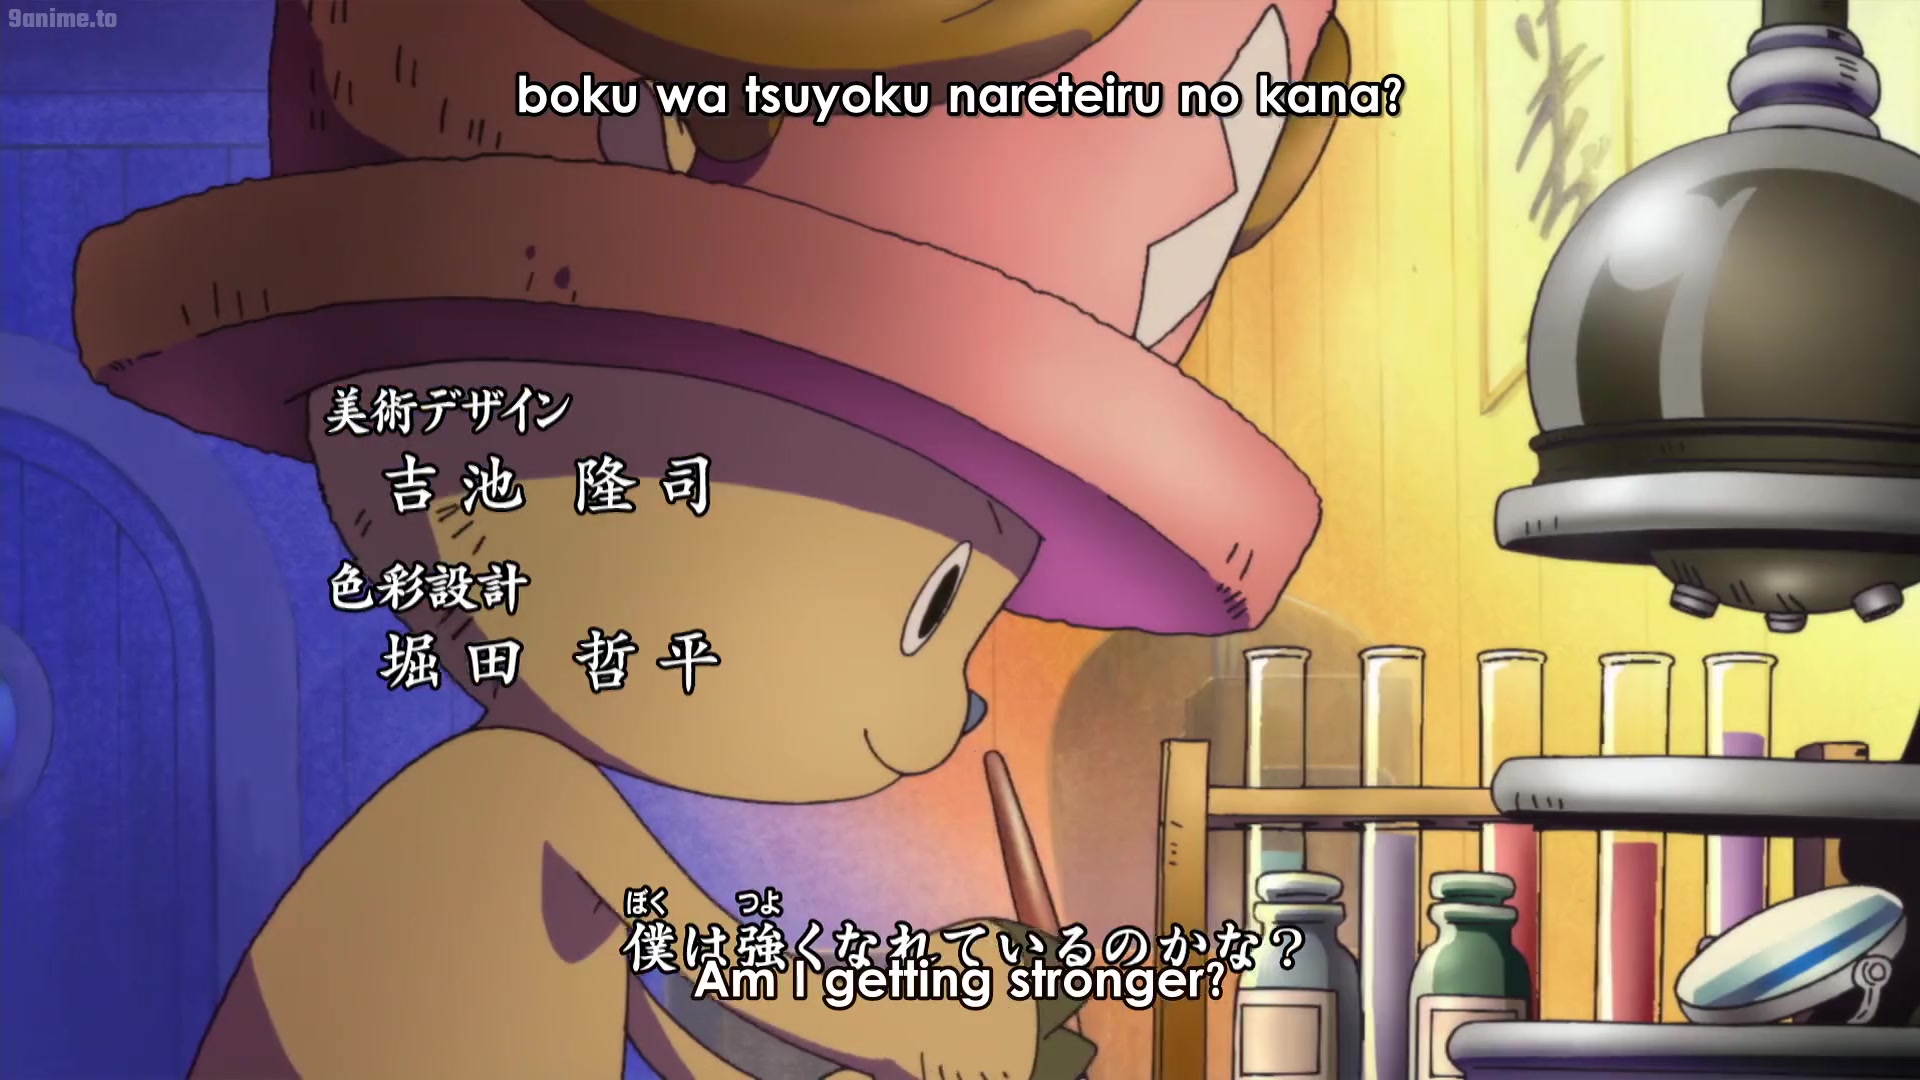 9anime.to
boku wa tsuyoku nareteiru no kana?
美術デザイン
吉池 隆司
色彩設計
堀田 哲平
ぼく つよ
僕は強くなれているのかな？
Am I getting stronger?